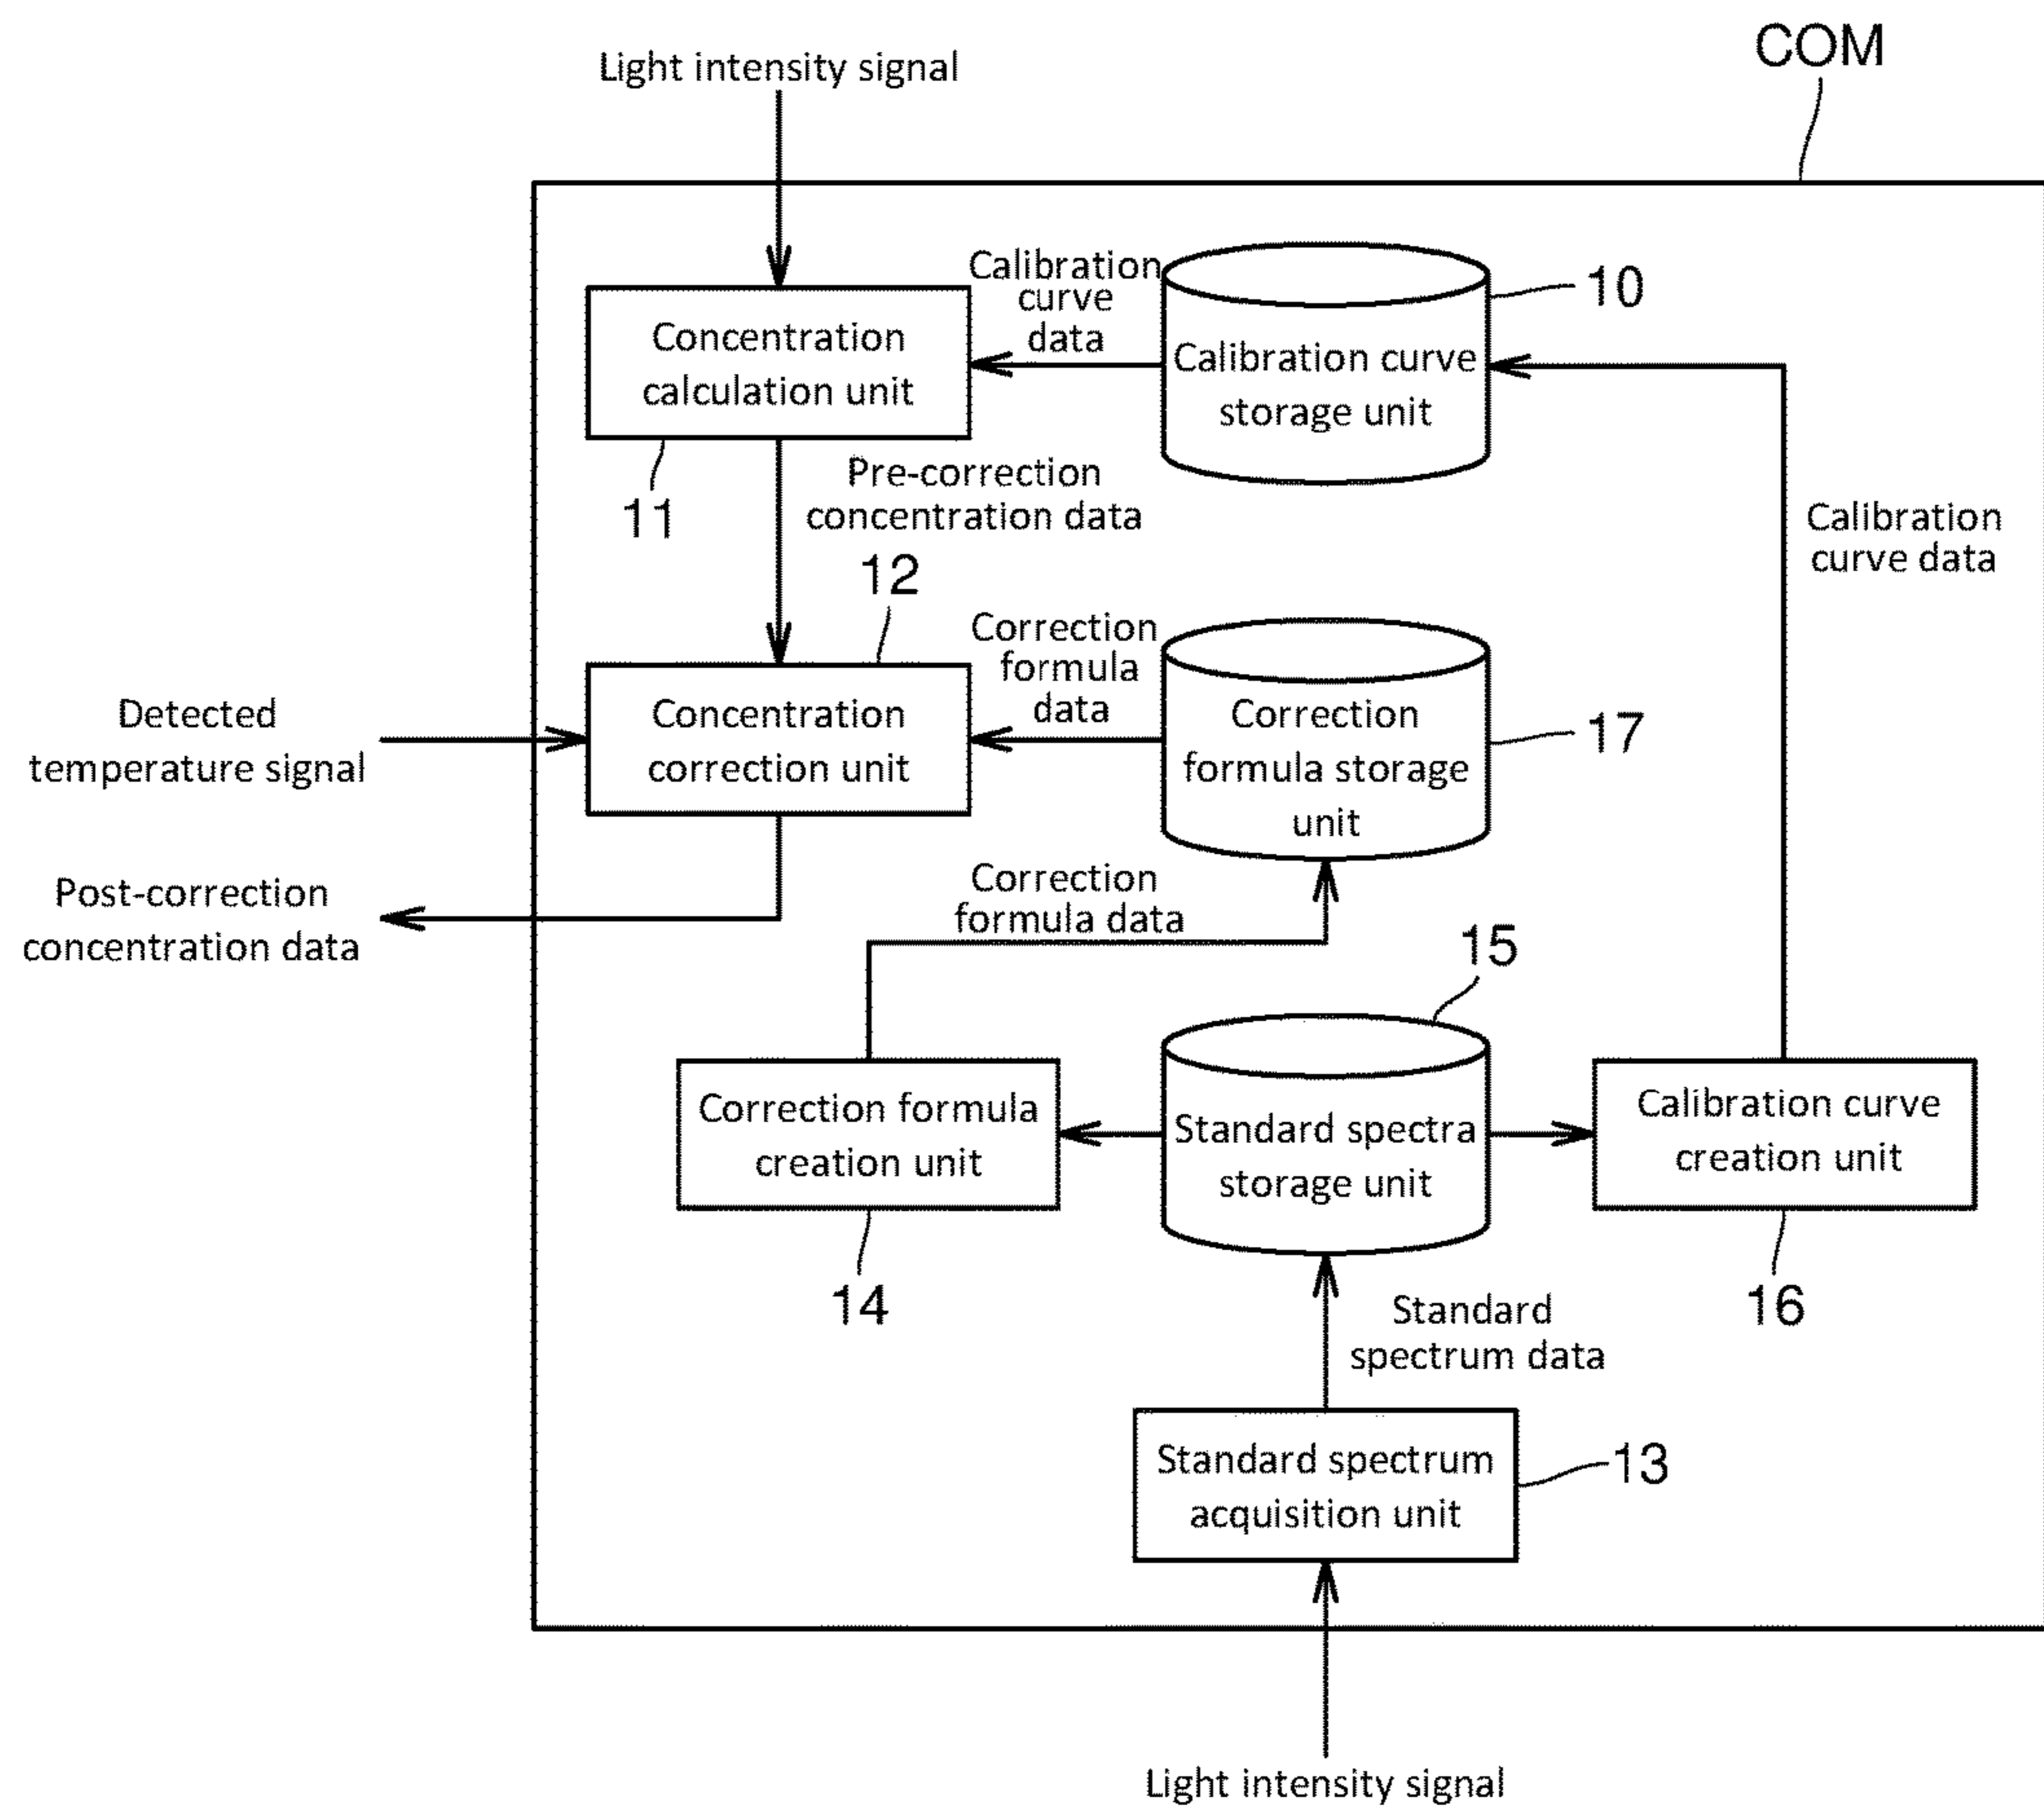 COM
Light intensity signal
Calibration
curve
data
10
Concentration
calculation unit
Calibration curve
storage unit
11
Pre-correction
concentration data
Calibration
curve data
12
Correction
formula
data
Detected
temperature signal
Concentration
correction unit
Correction
formula storage
unit
17
Post-correction
concentration data
Correction
formula data
15
Correction formula
creation unit
Standard spectra
storage unit
Calibration curve
creation unit
14
16
Standard
spectrum data
Standard spectrum
acquisition unit
13
Light intensity signal